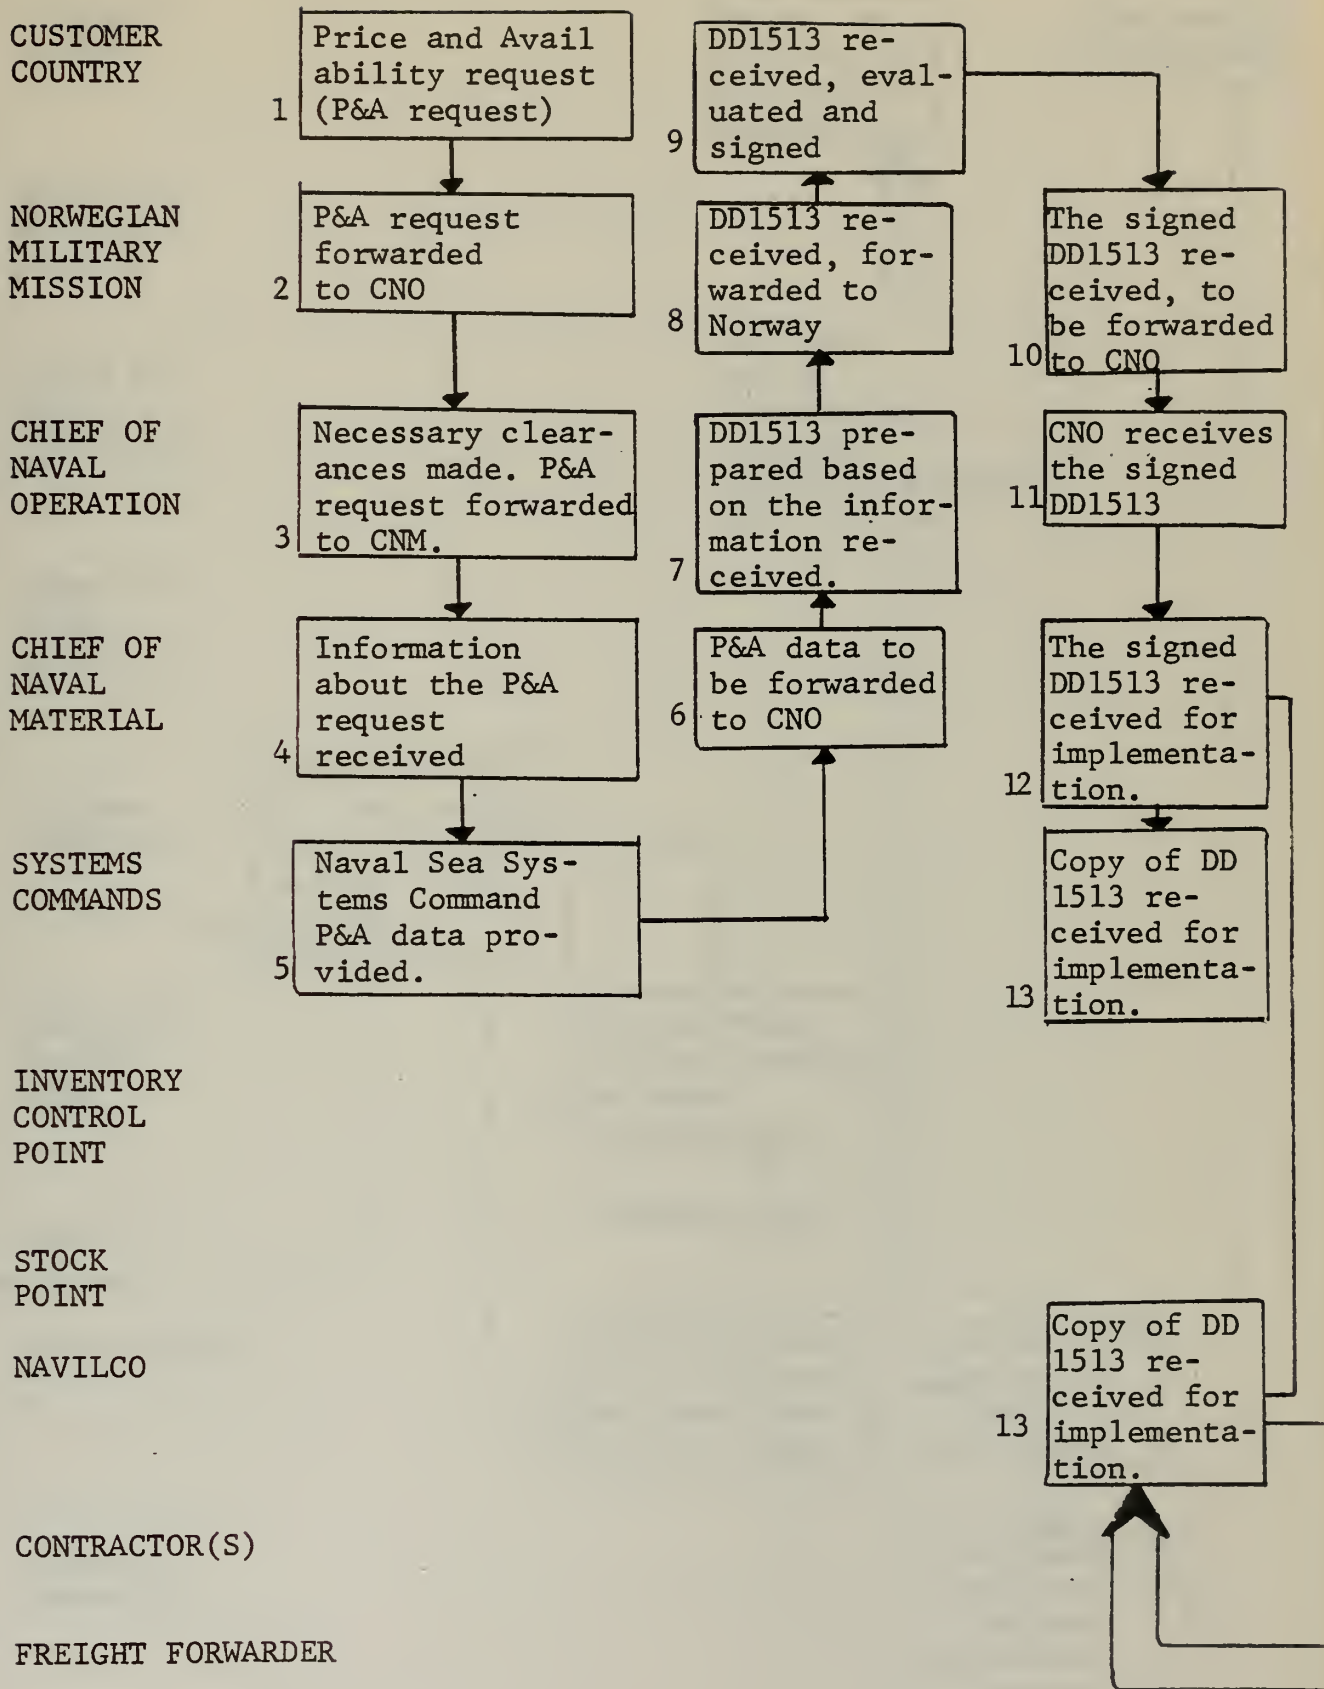 CUSTOMER
COUNTRY
Price and Avail
ability request
1 (P&A request)
DD1513 re-
ceived, eval-
uated and
9 signed
NORWEGIAN
MILITARY
MISSION
P&A request
forwarded
2 to CNO
DD1513 re-
ceived, for-
warded to
8 Norway
The signed
DD1513 re-
ceived, to
be forwarded
10 to CNO
CHIEF OF
NAVAL
OPERATION
Necessary clear-
ances made. P&A
request forwarded
3 to CNM.
DD1513 pre-
pared based
on the infor-
mation re-
7 ceived.
CNO receives
the signed
11 DD1513
CHIEF OF
NAVAL
MATERIAL
Information
about the P&A
request
4 received
P&A data to
be forwarded
6 to CNO
The signed
DD1513 re-
ceived for
implementa-
12 tion.
SYSTEMS
COMMANDS
Naval Sea Sys-
tems Command
P&A data pro-
5 vided.
Copy of DD
1513 re-
ceived for
implementa-
13 tion.
INVENTORY
CONTROL
POINT
STOCK
POINT
NAVILCO
Copy of DD
1513 re-
ceived for
13 implementa-
tion.
CONTRACTOR(S)
FREIGHT FORWARDER